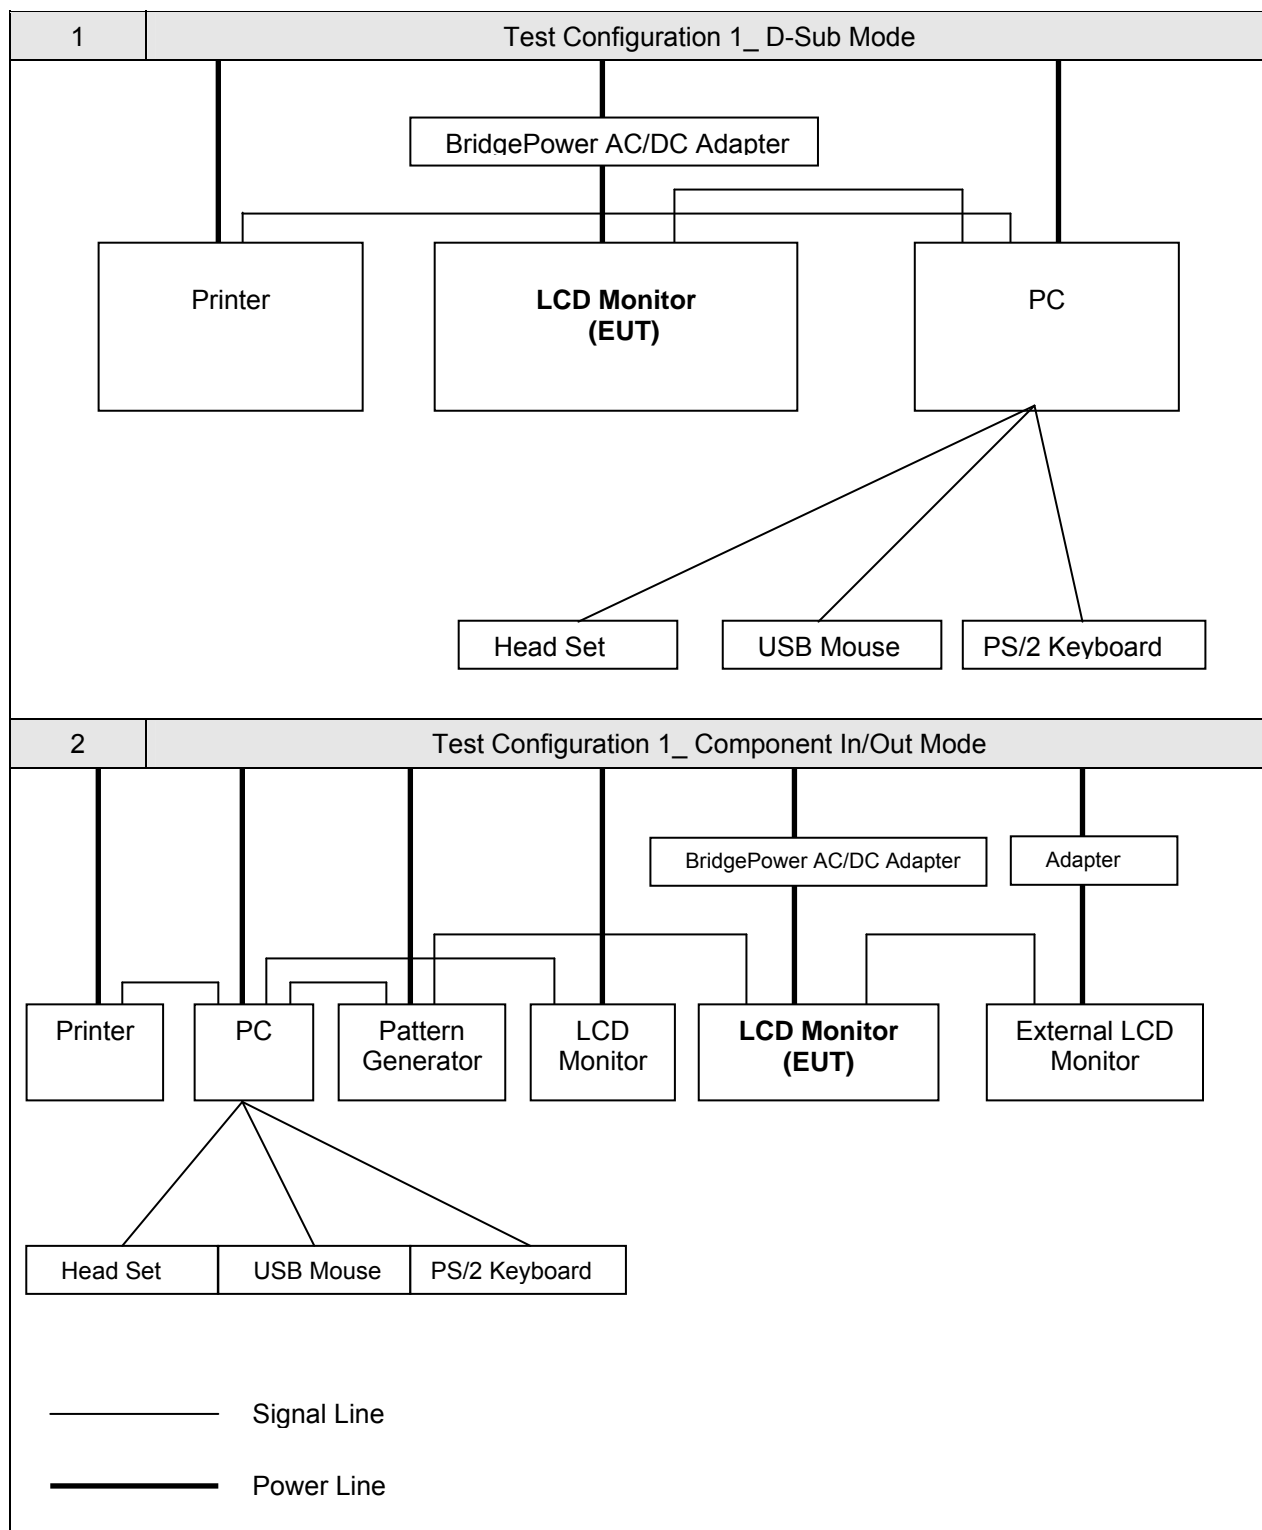 1 Test Configuration 1_ D-Sub Mode
BridgePower AC/DC Adapter
Printer
LCD Monitor
(EUT)
PC
Head Set
USB Mouse
PS/2 Keyboard
2 Test Configuration 1_ Component In/Out Mode
BridgePower AC/DC Adapter
Adapter
Printer
PC
Pattern
Generator
LCD
Monitor
LCD Monitor
(EUT)
External LCD
Monitor
Head Set
USB Mouse
PS/2 Keyboard
Signal Line
Power Line